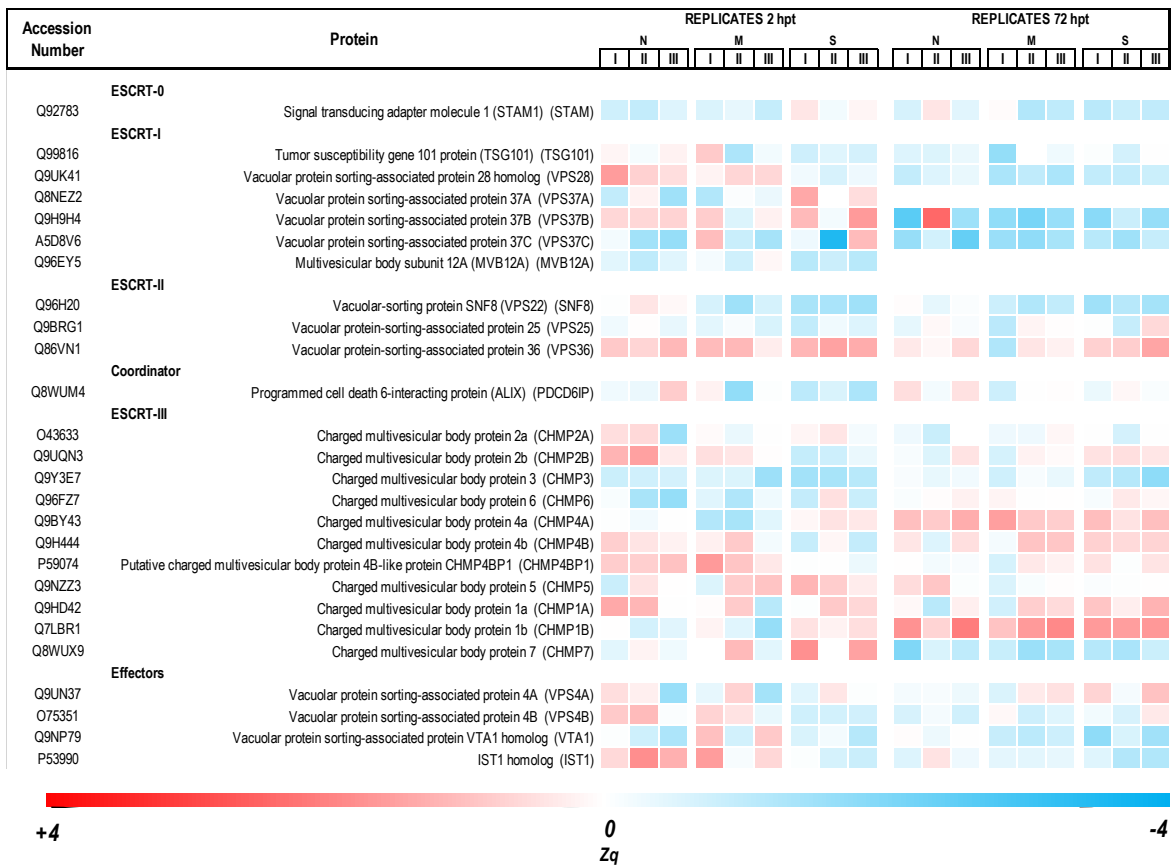 Accession Number Protein REPLICATES 2 hpt REPLICATES 72 hpt
N M S N M S
I II III I II III I II III I II III I II III I II III
ESCRT-0
Q92783 Signal transducing adapter molecule 1 (STAM1) (STAM)
ESCRT-I
Q99816 Tumor susceptibility gene 101 protein (TSG101) (TSG101)
Q9UK41 Vacuolar protein sorting-associated protein 28 homolog (VPS28)
Q8NEZ2 Vacuolar protein sorting-associated protein 37A (VPS37A)
Q9H9H4 Vacuolar protein sorting-associated protein 37B (VPS37B)
A5D8V6 Vacuolar protein sorting-associated protein 37C (VPS37C)
Q96EY5 Multivesicular body subunit 12A (MVB12A) (MVB12A)
ESCRT-II
Q96H20 Vacuolar-sorting protein SNF8 (VPS22) (SNF8)
Q9BRG1 Vacuolar protein-sorting-associated protein 25 (VPS25)
Q86VN1 Vacuolar protein-sorting-associated protein 36 (VPS36)
Coordinator
Q8WUM4 Programmed cell death 6-interacting protein (ALIX) (PDCD6IP)
ESCRT-III
O43633 Charged multivesicular body protein 2a (CHMP2A)
Q9UQN3 Charged multivesicular body protein 2b (CHMP2B)
Q9Y3E7 Charged multivesicular body protein 3 (CHMP3)
Q96FZ7 Charged multivesicular body protein 6 (CHMP6)
Q9BY43 Charged multivesicular body protein 4a (CHMP4A)
Q9H444 Charged multivesicular body protein 4b (CHMP4B)
P59074 Putative charged multivesicular body protein 4B-like protein CHMP4BP1 (CHMP4BP1)
Q9NZZ3 Charged multivesicular body protein 5 (CHMP5)
Q9HD42 Charged multivesicular body protein 1a (CHMP1A)
Q7LBR1 Charged multivesicular body protein 1b (CHMP1B)
Q8WUX9 Charged multivesicular body protein 7 (CHMP7)
Effectors
Q9UN37 Vacuolar protein sorting-associated protein 4A (VPS4A)
O75351 Vacuolar protein sorting-associated protein 4B (VPS4B)
Q9NP79 Vacuolar protein sorting-associated protein VTA1 homolog (VTA1)
P53990 IST1 homolog (IST1)
+4 0 -4
Zq